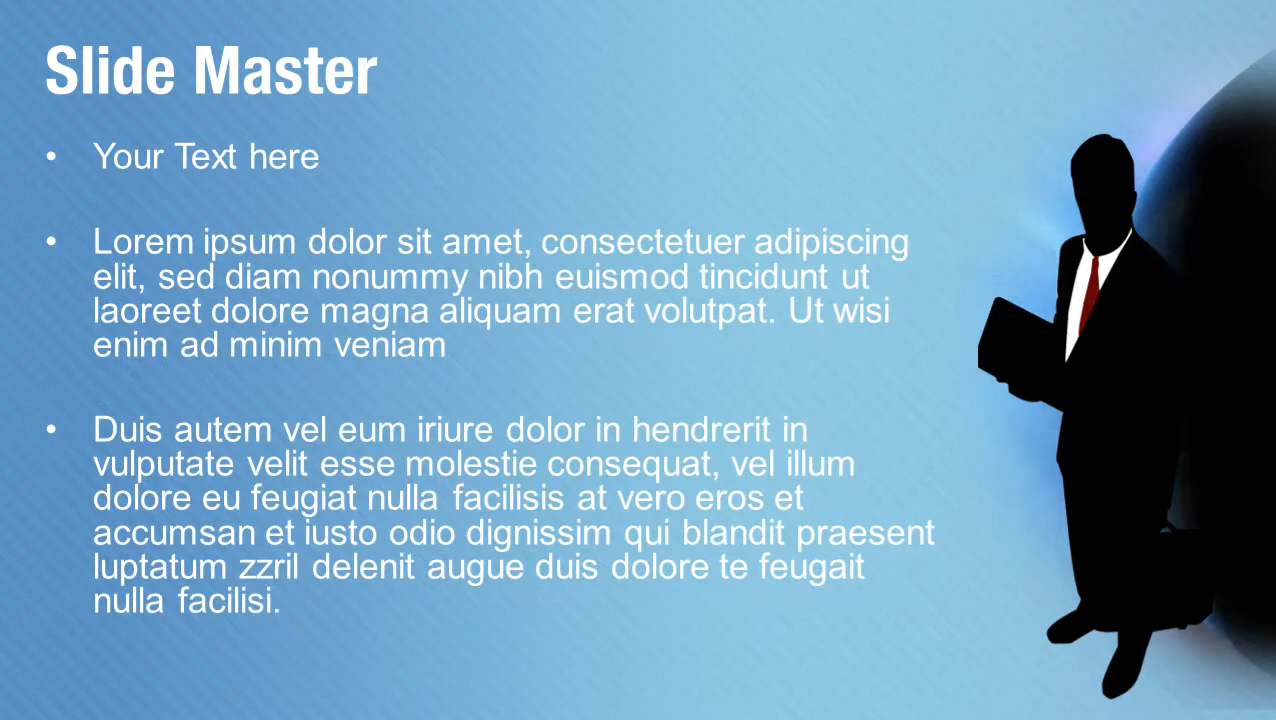 Slide Master
• Your Text here
• Lorem ipsum dolor sit amet, consectetuer adipiscing
elit, sed diam nonummy nibh euismod tincidunt ut
laoreet dolore magna aliquam erat volutpat. Ut wisi
enim ad minim veniam
• Duis autem vel eum iriure dolor in hendrerit in
vulputate velit esse molestie consequat, vel illum
dolore eu feugiat nulla facilisis at vero eros et
accumsan et iusto odio dignissim qui blandit praesent
luptatum zzril delenit augue duis dolore te feugait
nulla facilisi.